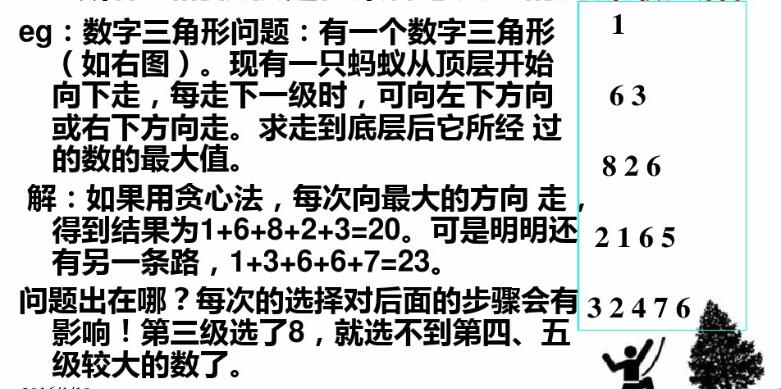 eg：数字三角形问题：有一个数字三角形
（如右图）。现有一只蚂蚁从顶层开始
向下走，每走下一级时，可向左下方向
或右下方向走。求走到底层后它所经 过
的数的最大值。
解：如果用贪心法，每次向最大的方向 走，
得到结果为1+6+8+2+3=20。可是明明还
有另一条路，1+3+6+6+7=23。
问题出在哪？每次的选择对后面的步骤会有
影响！第三级选了8，就选不到第四、五
级较大的数了。
1
6 3
8 2 6
2 1 6 5
3 2 4 7 6